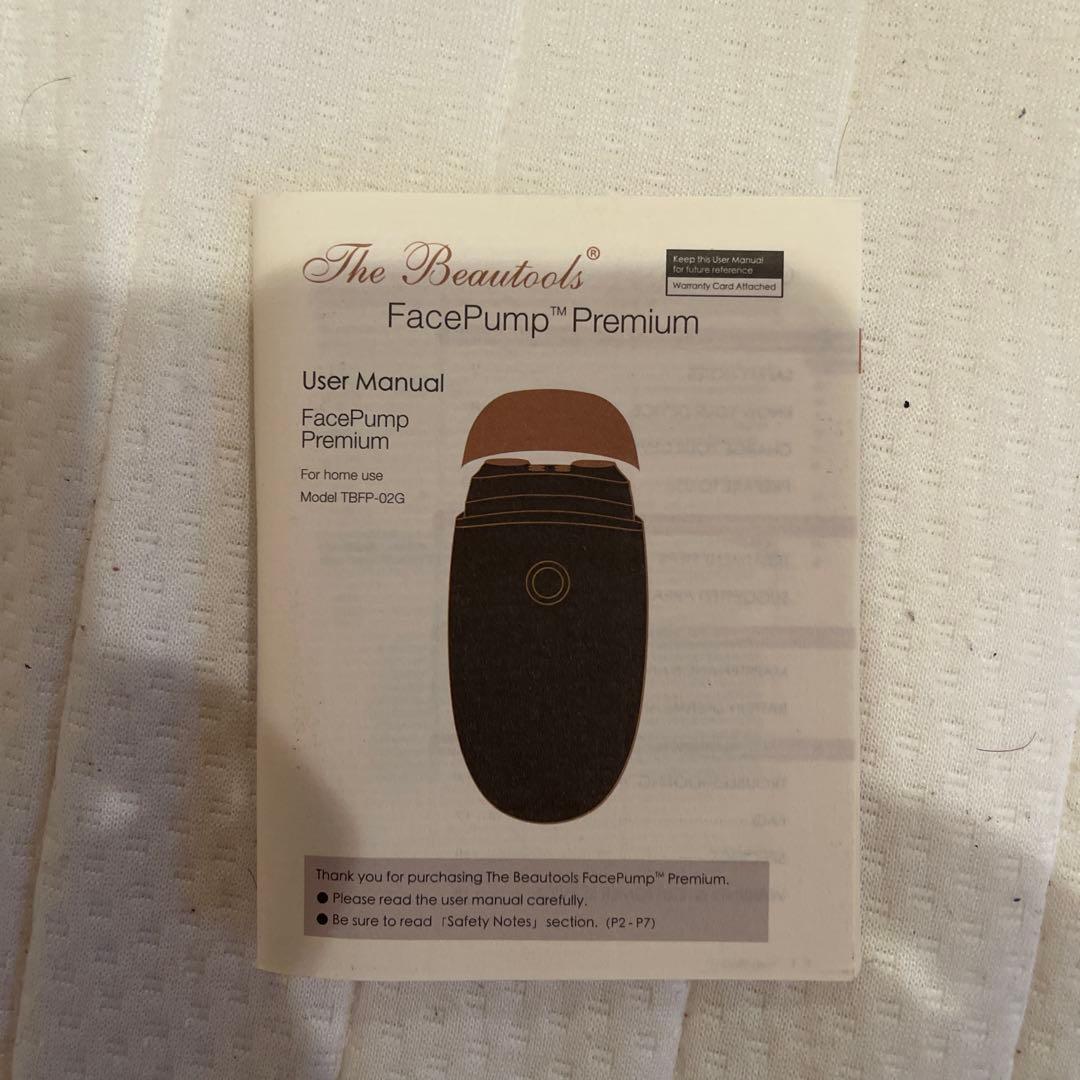 The Beautools®
Keep this User Manual
for future reference
Warranty Card Attached
FacePump™ Premium
User Manual
FacePump
Premium
For home use
Model TBFP-02G
Thank you for purchasing The Beautools FacePump™ Premium.
● Please read the user manual carefully.
● Be sure to read 「Safety Notes」 section. (P2 - P7)